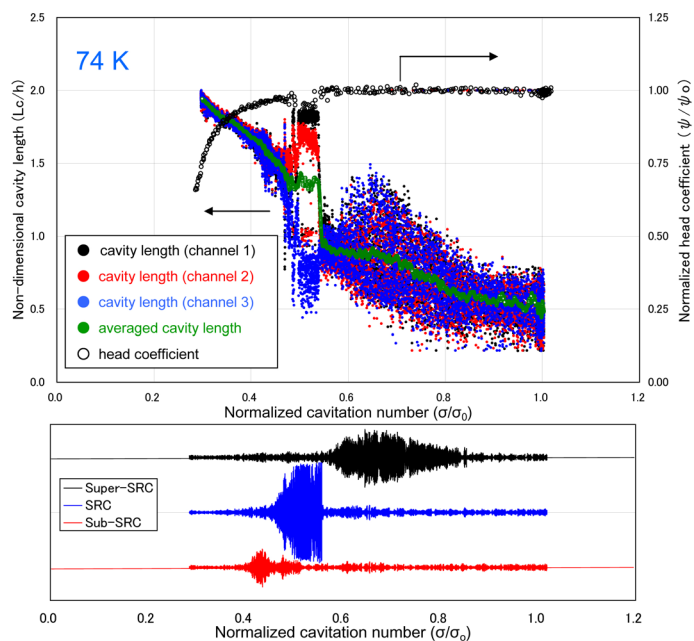 2.5
1.25
74 K
2.0
1.00
1.5
0.75
1.0
0.50
0.5
0.25
0.0
0.00
Non-dimensional cavity length (Lc/h)
Normalized head coefficient (ψ/ψo)
cavity length (channel 1)
cavity length (channel 2)
cavity length (channel 3)
averaged cavity length
head coefficient
0.0 0.2 0.4 0.6 0.8 1.0 1.2
Normalized cavitation number (σ/σ₀)
Super-SRC
SRC
Sub-SRC
0.0 0.2 0.4 0.6 0.8 1.0 1.2
Normalized cavitation number (σ/σₒ)